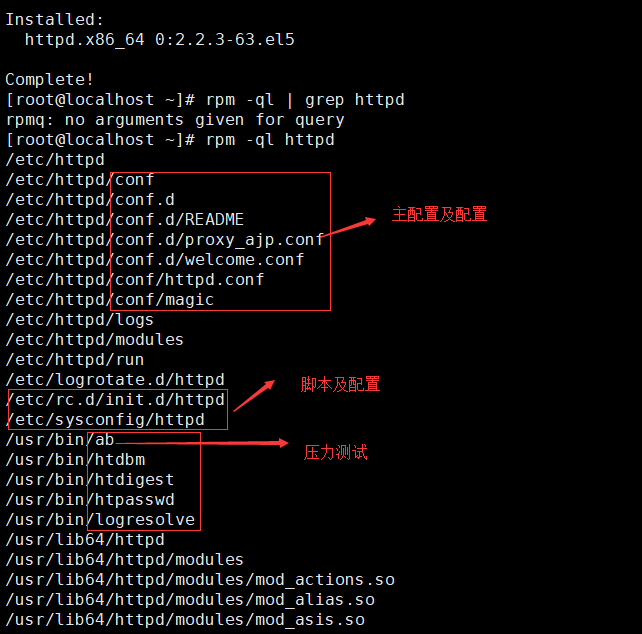 Installed:
httpd.x86_64 0:2.2.3-63.el5
Complete!
[root@localhost ~]# rpm -ql | grep httpd
rpmq: no arguments given for query
[root@localhost ~]# rpm -ql httpd
/etc/httpd
/etc/httpd/conf
/etc/httpd/conf.d
/etc/httpd/conf.d/README
/etc/httpd/conf.d/proxy_ajp.conf
主配置及配置
/etc/httpd/conf.d/welcome.conf
/etc/httpd/conf/httpd.conf
/etc/httpd/conf/magic
/etc/httpd/logs
/etc/httpd/modules
/etc/httpd/run
/etc/logrotate.d/httpd
脚本及配置
/etc/rc.d/init.d/httpd
/etc/sysconfig/httpd
/usr/bin/ab
压力测试
/usr/bin/htdbm
/usr/bin/htdigest
/usr/bin/htpasswd
/usr/bin/logresolve
/usr/lib64/httpd
/usr/lib64/httpd/modules
/usr/lib64/httpd/modules/mod_actions.so
/usr/lib64/httpd/modules/mod_alias.so
/usr/lib64/httpd/modules/mod_asis.so